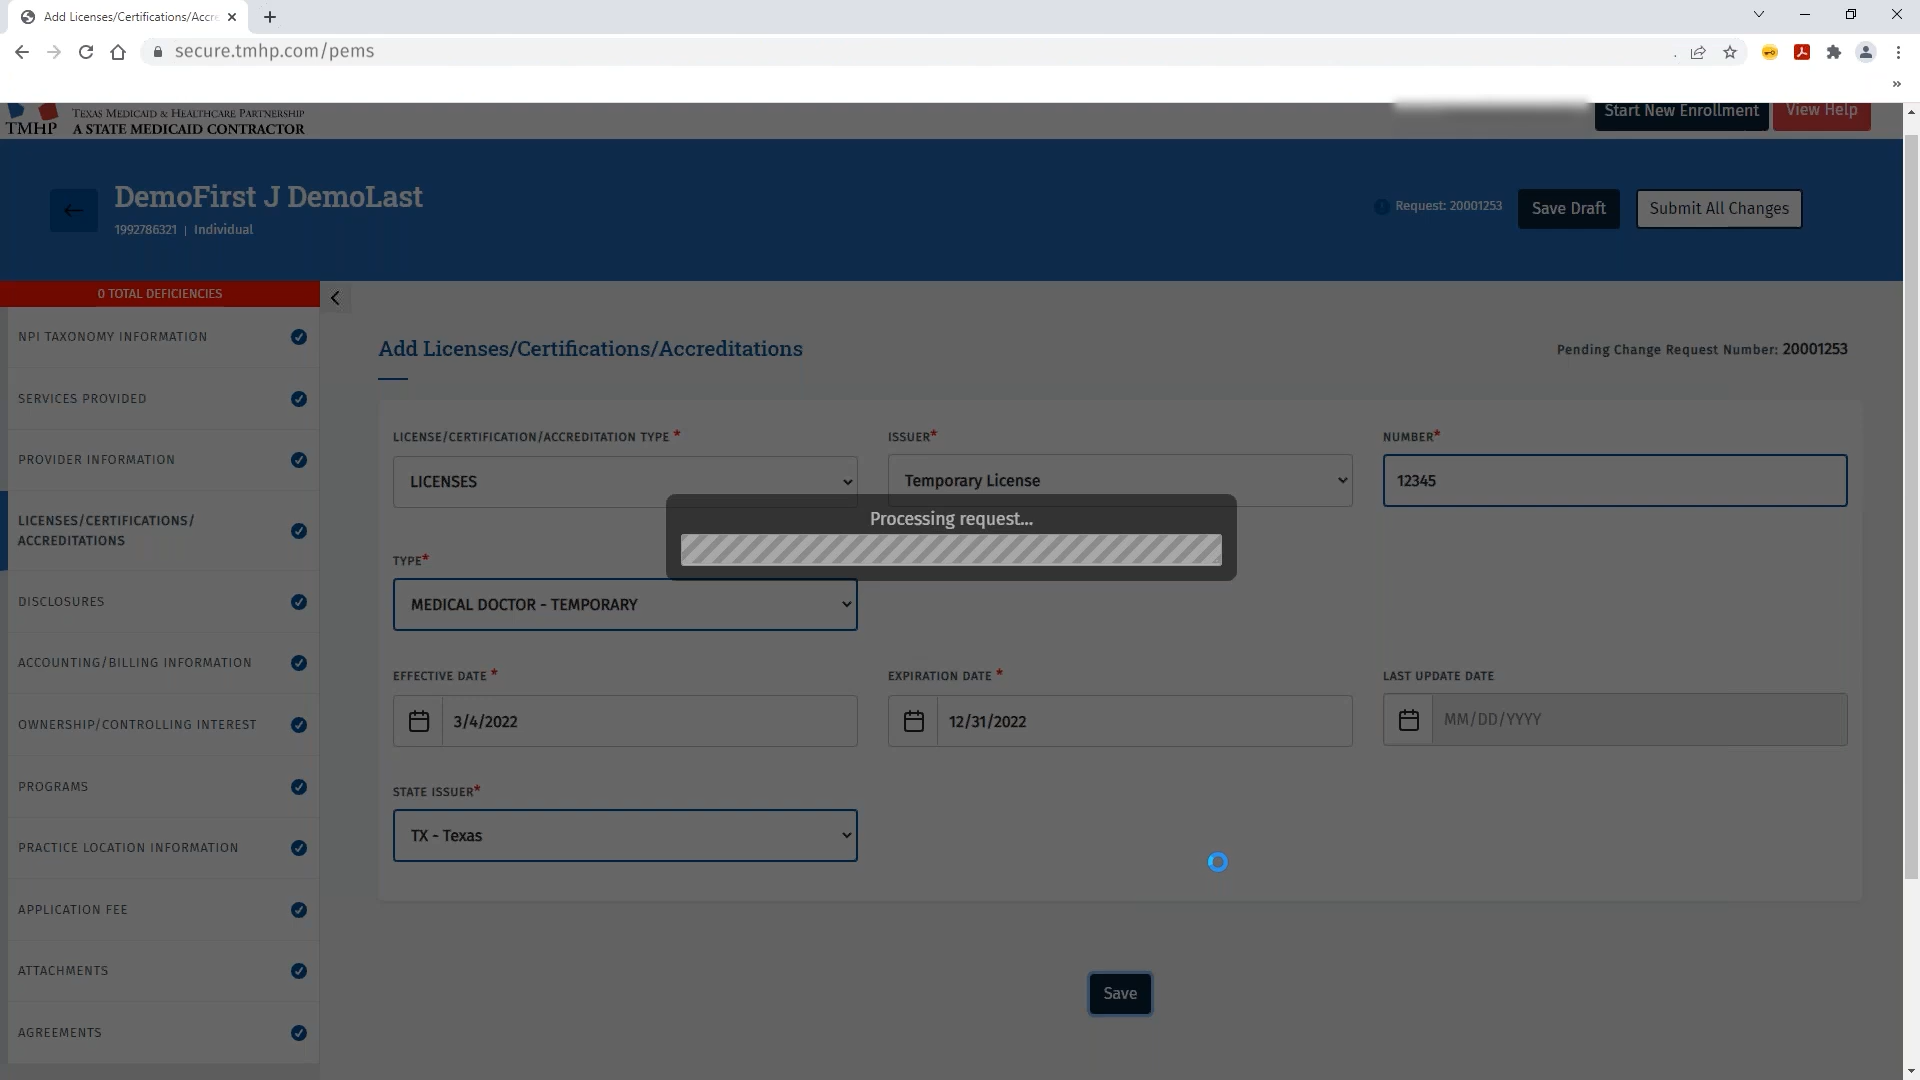 Add Licenses/Certifications/Accre
secure.tmhp.com/pems
TMHP
TEXAS MEDICAID & HEALTHCARE PARTNERSHIP
A STATE MEDICAID CONTRACTOR
Start New Enrollment
View Help
DemoFirst J DemoLast
1992786321 | Individual
Request: 20001253
Save Draft
Submit All Changes
0 TOTAL DEFICIENCIES
NPI TAXONOMY INFORMATION
SERVICES PROVIDED
PROVIDER INFORMATION
LICENSES/CERTIFICATIONS/
ACCREDITATIONS
DISCLOSURES
ACCOUNTING/BILLING INFORMATION
OWNERSHIP/CONTROLLING INTEREST
PROGRAMS
PRACTICE LOCATION INFORMATION
APPLICATION FEE
ATTACHMENTS
AGREEMENTS
Add Licenses/Certifications/Accreditations
Pending Change Request Number: 20001253
LICENSE/CERTIFICATION/ACCREDITATION TYPE *
ISSUER*
NUMBER*
LICENSES
Temporary License
12345
Processing request...
TYPE*
MEDICAL DOCTOR - TEMPORARY
EFFECTIVE DATE *
EXPIRATION DATE *
LAST UPDATE DATE
3/4/2022
12/31/2022
MM/DD/YYYY
STATE ISSUER*
TX - Texas
Save